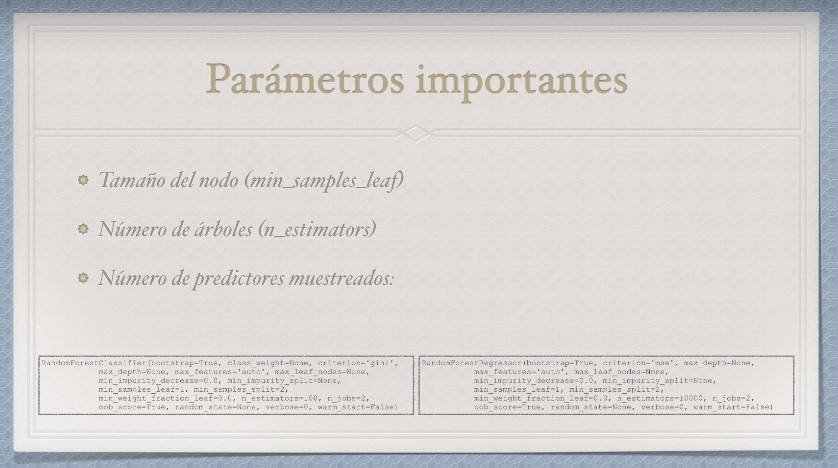 Parámetros importantes
Tamaño del nodo (min_samples_leaf)
Número de árboles (n_estimators)
Número de predictores muestreados:
RandomForestClassifier(bootstrap=True, class_weight=None, criterion='gini',
max_depth=None, max_features='auto', max_leaf_nodes=None,
min_impurity_decrease=0.0, min_impurity_split=None,
min_samples_leaf=1, min_samples_split=2,
min_weight_fraction_leaf=0.0, n_estimators=100, n_jobs=2,
oob_score=True, random_state=None, verbose=0, warm_start=False)
RandomForestRegressor(bootstrap=True, criterion='mse', max_depth=None,
max_features='auto', max_leaf_nodes=None,
min_impurity_decrease=0.0, min_impurity_split=None,
min_samples_leaf=1, min_samples_split=2,
min_weight_fraction_leaf=0.0, n_estimators=10000, n_jobs=2,
oob_score=True, random_state=None, verbose=0, warm_start=False)